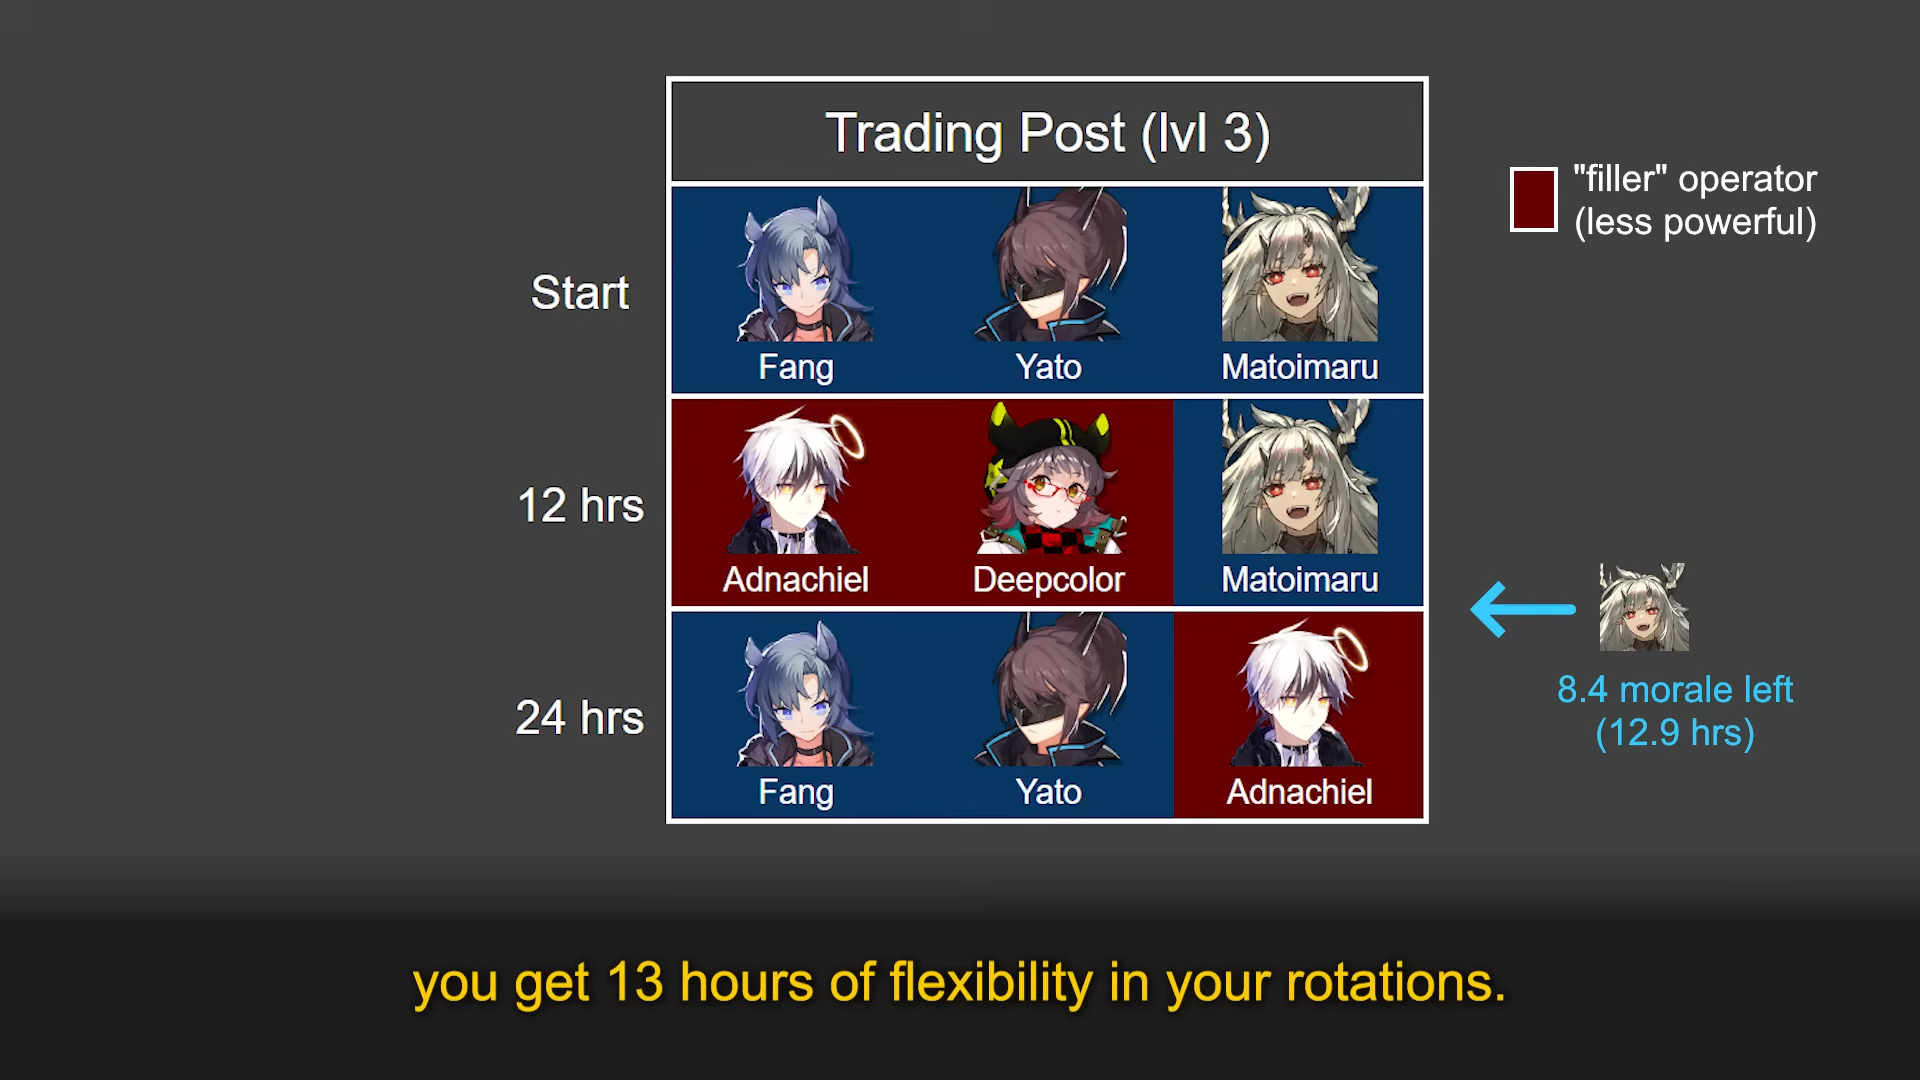 Trading Post (lvl 3)
"filler" operator
(less powerful)
Start
Fang
Yato
Matoimaru
12 hrs
Adnachiel
Deepcolor
Matoimaru
24 hrs
Fang
Yato
Adnachiel
8.4 morale left
(12.9 hrs)
you get 13 hours of flexibility in your rotations.